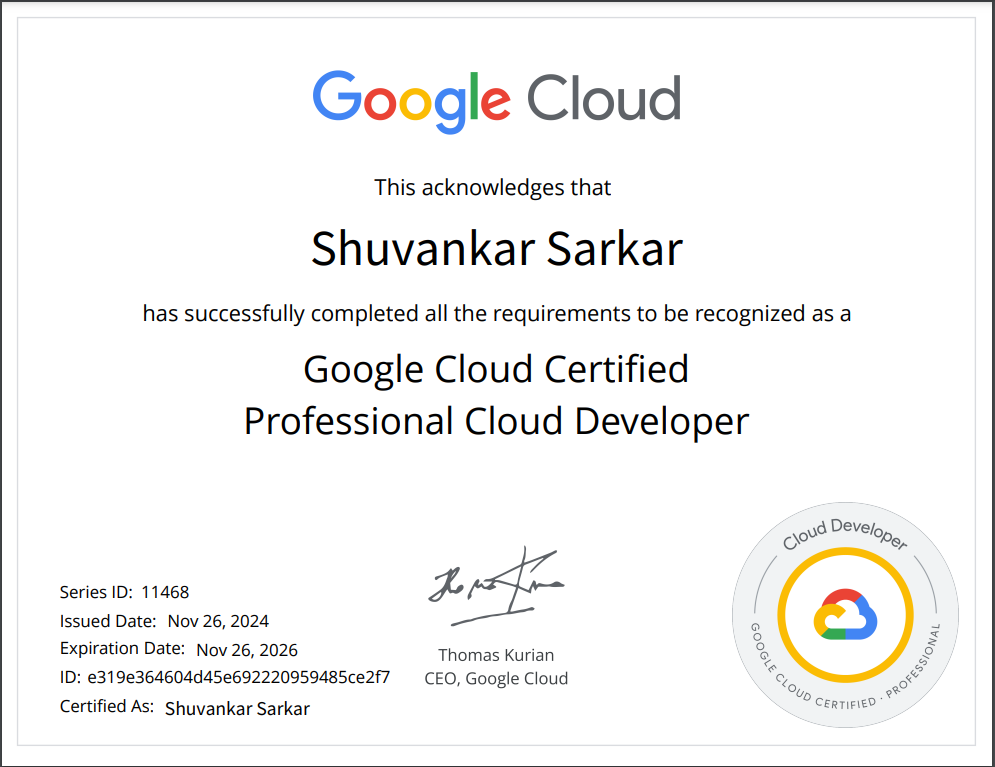 Google Cloud
This acknowledges that
Shuvankar Sarkar
has successfully completed all the requirements to be recognized as a
Google Cloud Certified
Professional Cloud Developer
Series ID: 11468
Issued Date: Nov 26, 2024
Expiration Date: Nov 26, 2026
ID: e319e364604d45e692220959485ce2f7
Certified As: Shuvankar Sarkar
Thomas Kurian
CEO, Google Cloud
Cloud Developer
GOOGLE CLOUD CERTIFIED · PROFESSIONAL